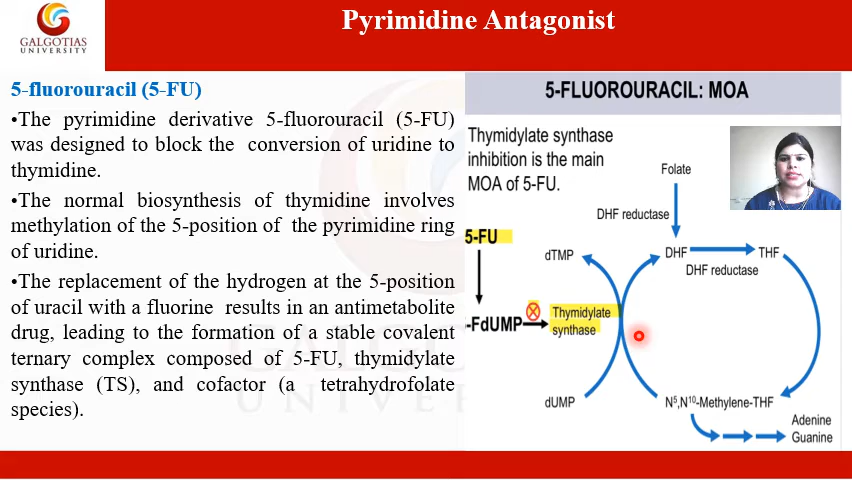 GALGOTIAS
UNIVERSITY
Pyrimidine Antagonist
5-fluorouracil (5-FU)
•The pyrimidine derivative 5-fluorouracil (5-FU)
was designed to block the conversion of uridine to
thymidine.
•The normal biosynthesis of thymidine involves
methylation of the 5-position of the pyrimidine ring
of uridine.
•The replacement of the hydrogen at the 5-position
of uracil with a fluorine results in an antimetabolite
drug, leading to the formation of a stable covalent
ternary complex composed of 5-FU, thymidylate
synthase (TS), and cofactor (a tetrahydrofolate
species).
5-FLUOROURACIL: MOA
Thymidylate synthase
inhibition is the main
MOA of 5-FU.
Folate
DHF reductase
5-FU
dTMP
DHF
THF
DHF reductase
-FdUMP
Thymidylate
synthase
dUMP
N⁵,N¹⁰-Methylene-THF
Adenine
Guanine